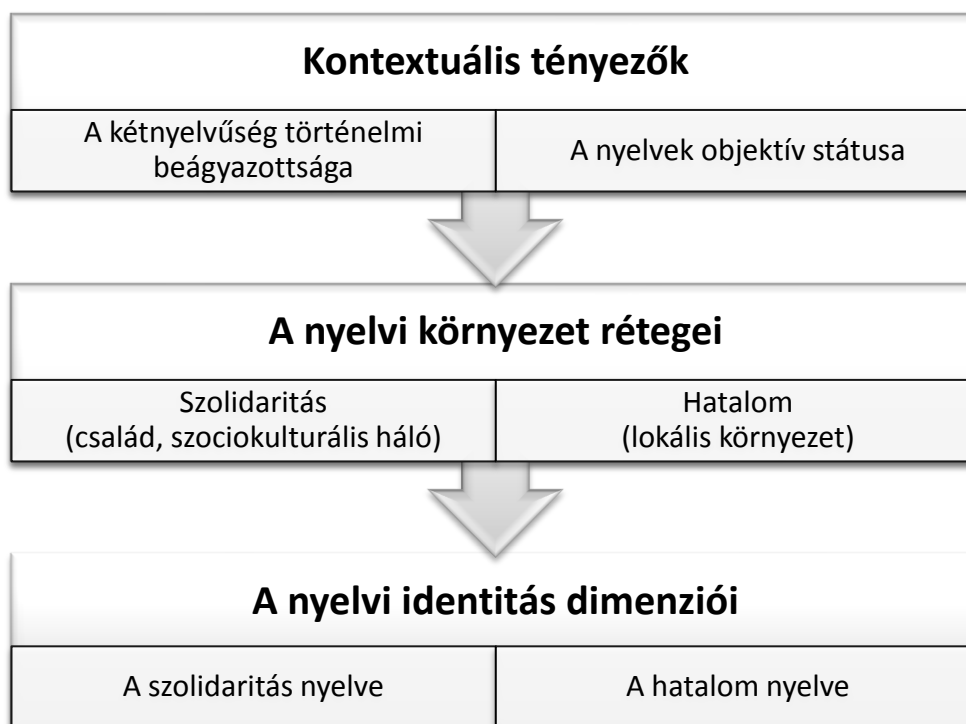 Kontextuális tényezők
A kétnyelvűség történelmi
beágyazottsága
A nyelvek objektív státusa
A nyelvi környezet rétegei
Szolidaritás
(család, szociokulturális háló)
Hatalom
(lokális környezet)
A nyelvi identitás dimenziói
A szolidaritás nyelve
A hatalom nyelve